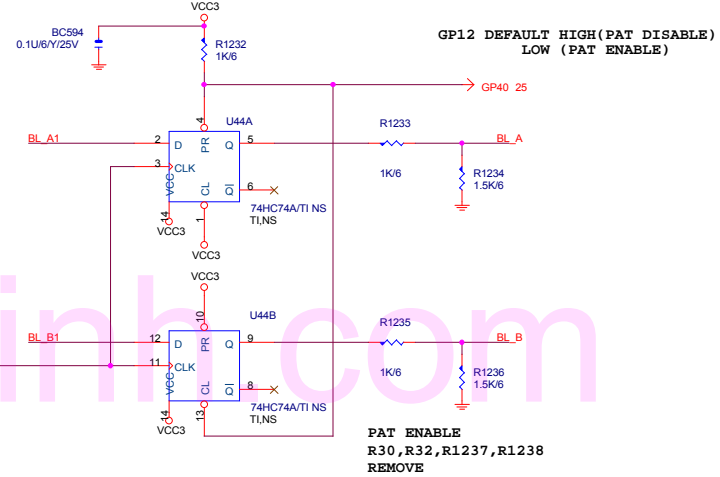 VCC3
BC594
0.1U/6/Y/25V
R1232
1K/6
GP12 DEFAULT HIGH(PAT DISABLE)
LOW (PAT ENABLE)
GP40 25
4
U44A
R1233
BL_A1
2
D
PR
Q
5
BL_A
3
CLK
1K/6
R1234
1.5K/6
VCC
CL
Q
6
14
1
74HC74A/TI NS
TI,NS
VCC3
VCC3
VCC3
inh.com
10
U44B
R1235
BL_B1
12
D
PR
Q
9
BL_B
11
CLK
1K/6
R1236
1.5K/6
VCC
CL
Q
8
14
13
74HC74A/TI NS
TI,NS
VCC3
PAT ENABLE
R30,R32,R1237,R1238
REMOVE